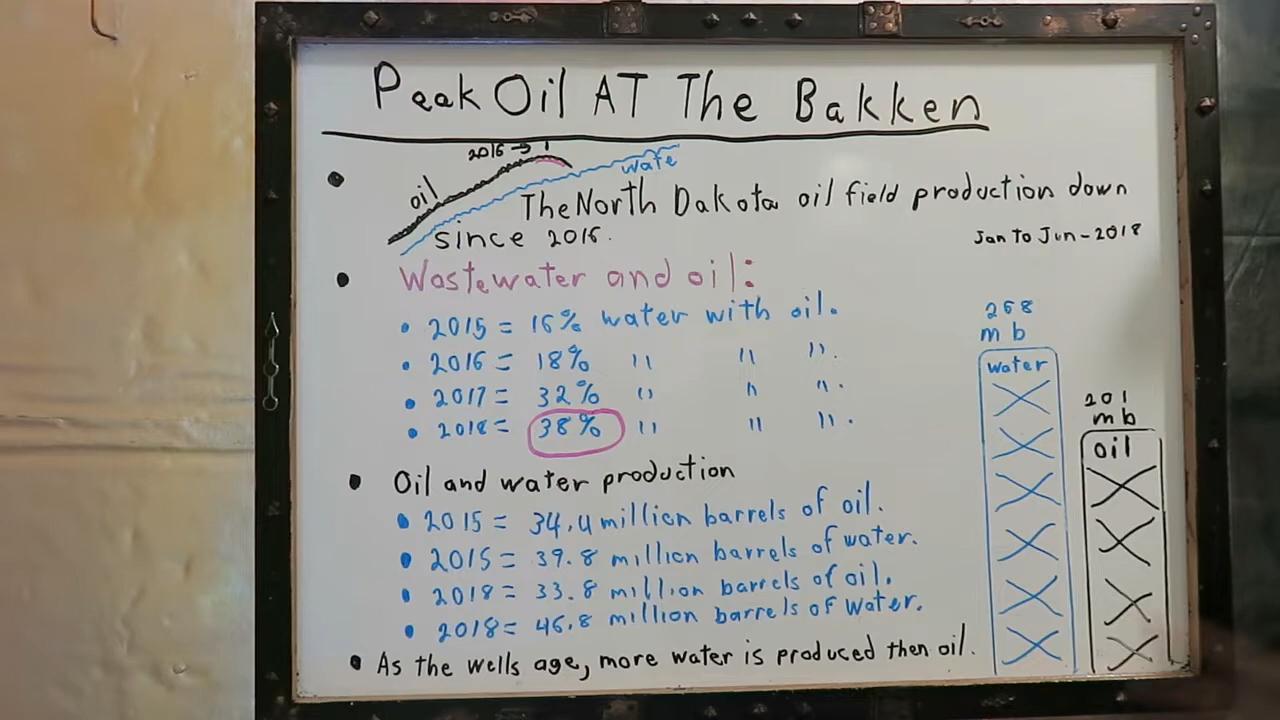 Peak Oil AT The Bakken
2016 →
oil
wate
The North Dakota oil field production down
since 2016.
Jan to Jun-2018
Wastewater and oil:
• 2015 = 16% water with oil.
• 2016 = 18% " " ".
• 2017 = 32% " " ".
• 2018 = 38% " " ".
268
mb
water
201
mb
oil
• Oil and water production
• 2015 = 34.4 million barrels of oil.
• 2015 = 39.8 million barrels of water.
• 2018 = 33.8 million barrels of oil.
• 2018 = 46.8 million barrels of water.
• As the wells age, more water is produced then oil.